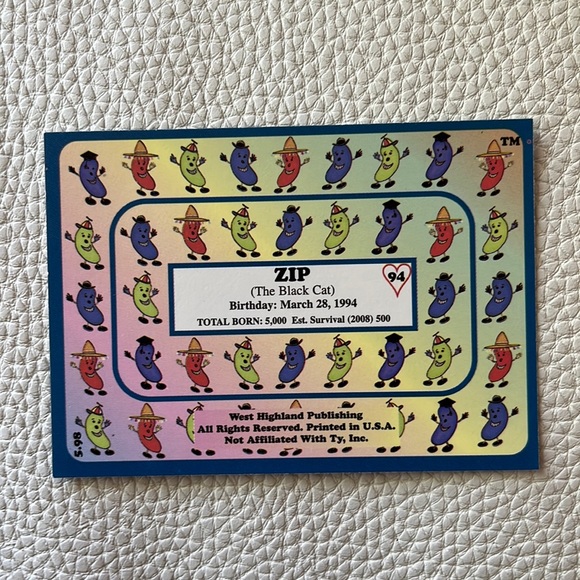 TM
ZIP
(The Black Cat)
94
Birthday: March 28, 1994
TOTAL BORN: 5,000 Est. Survival (2008) 500
West Highland Publishing
All Rights Reserved. Printed in U.S.A.
Not Affiliated With Ty, Inc.
5-98